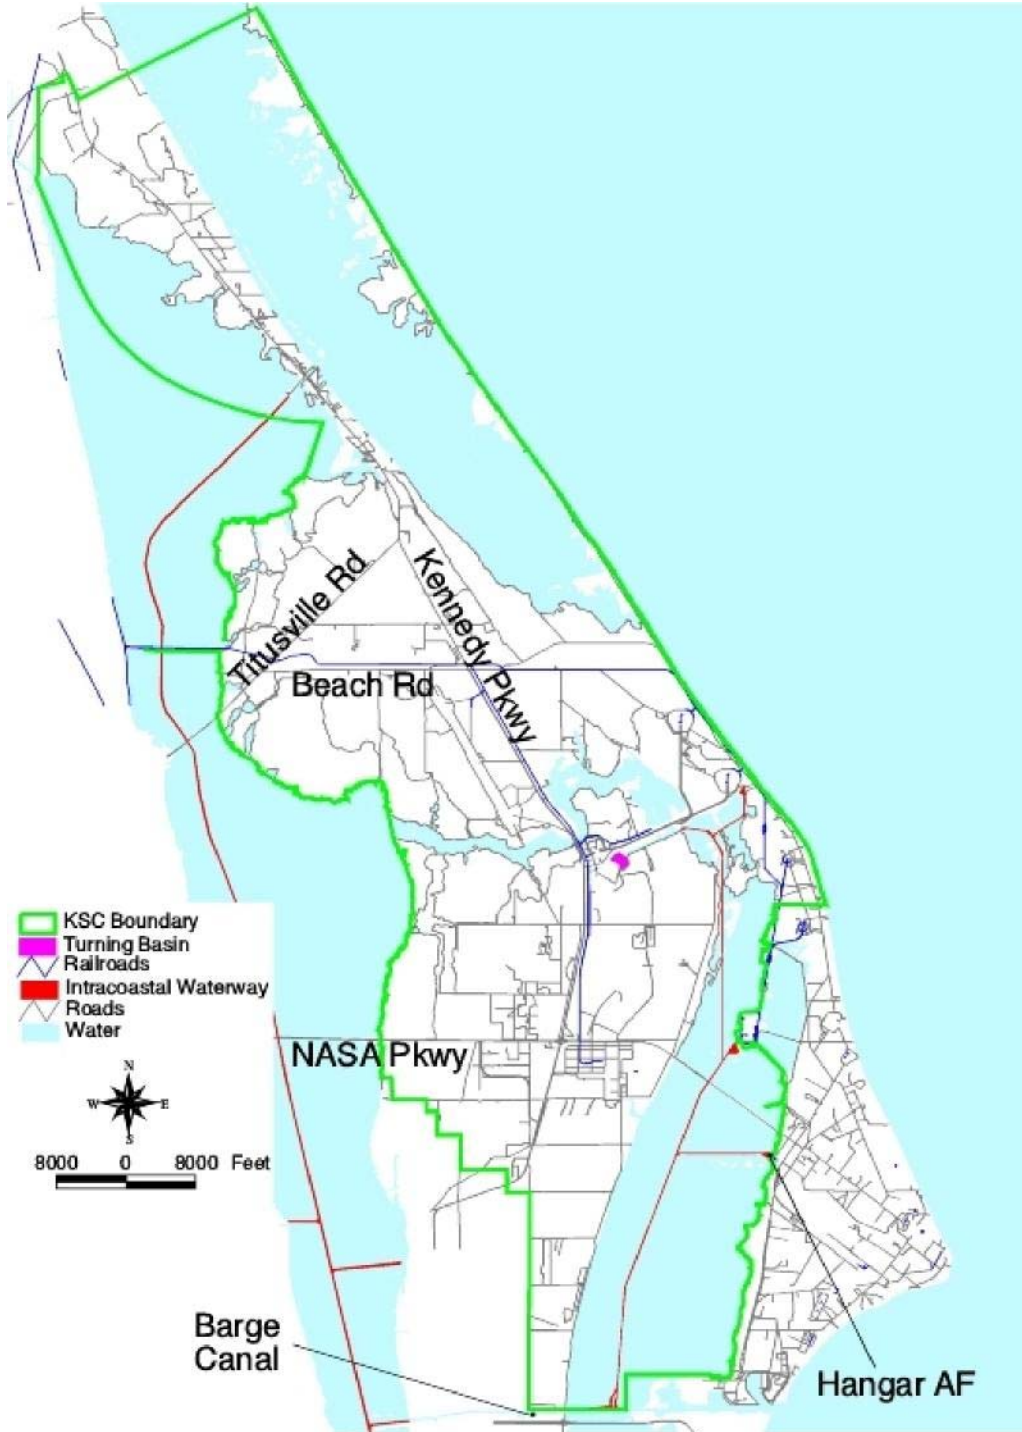 Titusville Rd
Kennedy Pkwy
Beach Rd
KSC Boundary
Turning Basin
Railroads
Intracoastal Waterway
Roads
Water
NASA Pkwy
N
W E
S
8000 0 8000 Feet
Barge
Canal
Hangar AF